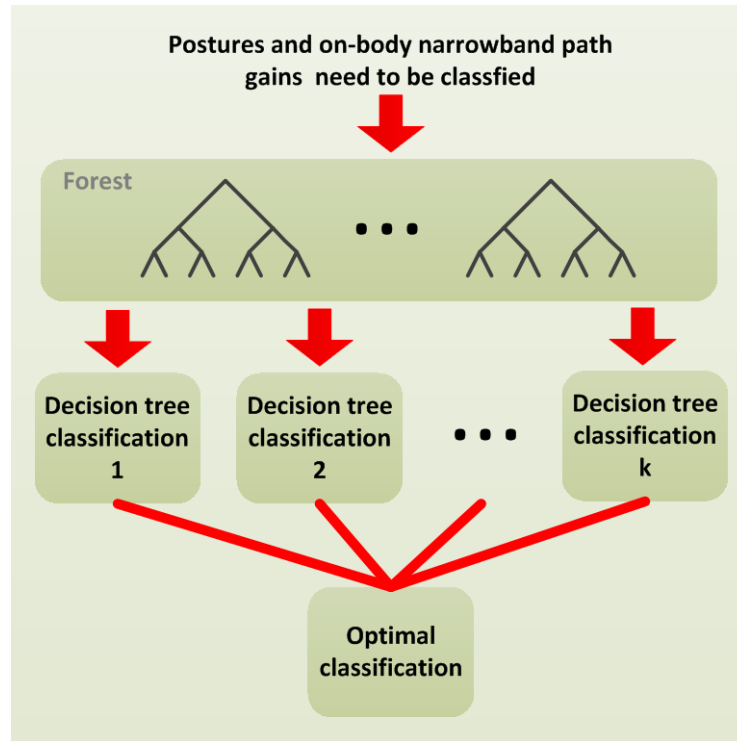 Postures and on-body narrowband path
gains need to be classfied
Forest
Decision tree
classification
1
Decision tree
classification
2
Decision tree
classification
k
Optimal
classification